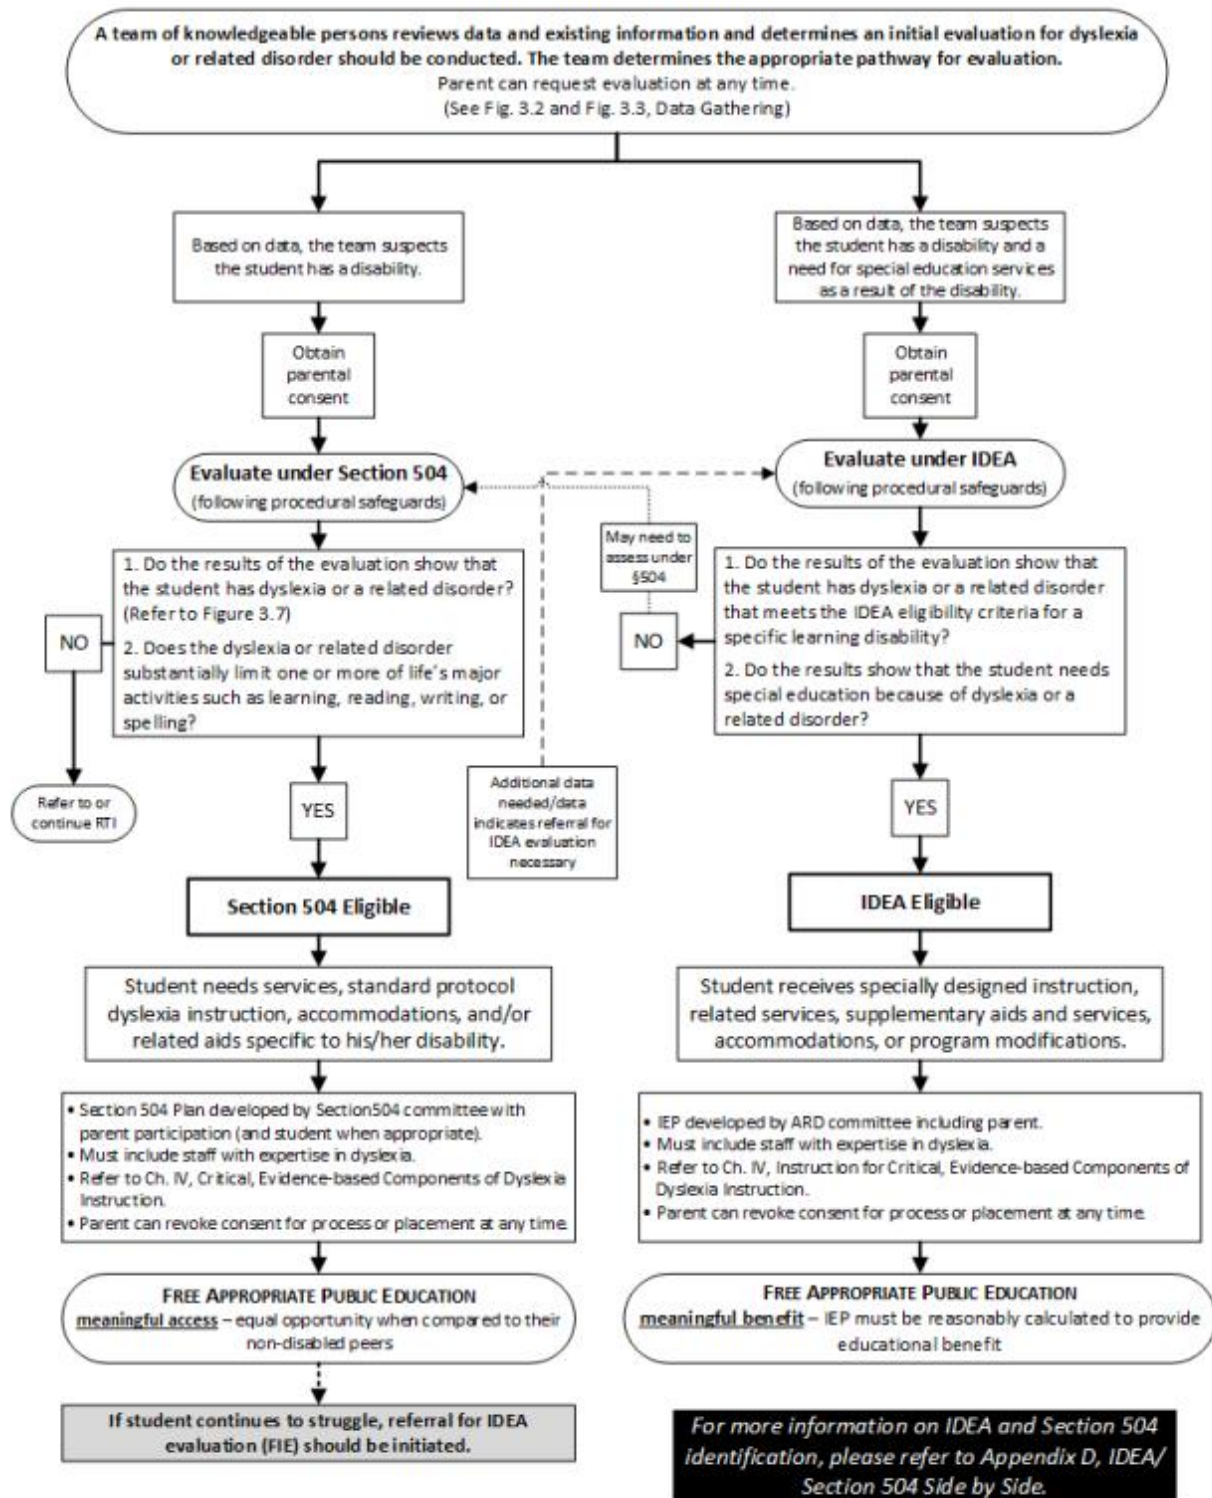 A team of knowledgeable persons reviews data and existing information and determines an initial evaluation for dyslexia
or related disorder should be conducted. The team determines the appropriate pathway for evaluation.
Parent can request evaluation at any time.
(See Fig. 3.2 and Fig. 3.3, Data Gathering)
Based on data, the team suspects
the student has a disability.
Based on data, the team suspects
the student has a disability and a
need for special education services
as a result of the disability.
Obtain
parental
consent
Obtain
parental
consent
Evaluate under Section 504
(following procedural safeguards)
Evaluate under IDEA
(following procedural safeguards)
May need to
assess under
§504
1. Do the results of the evaluation show that
the student has dyslexia or a related disorder?
(Refer to Figure 3.7)
2. Does the dyslexia or related disorder
substantially limit one or more of life's major
activities such as learning, reading, writing, or
spelling?
NO
1. Do the results of the evaluation show that
the student has dyslexia or a related disorder
that meets the IDEA eligibility criteria for a
specific learning disability?
2. Do the results show that the student needs
special education because of dyslexia or a
related disorder?
NO
Refer to or
continue RTI
YES
Additional data
needed/data
indicates referral for
IDEA evaluation
necessary
YES
Section 504 Eligible
IDEA Eligible
Student needs services, standard protocol
dyslexia instruction, accommodations, and/or
related aids specific to his/her disability.
Student receives specially designed instruction,
related services, supplementary aids and services,
accommodations, or program modifications.
• Section 504 Plan developed by Section504 committee with
parent participation (and student when appropriate).
• Must include staff with expertise in dyslexia.
• Refer to Ch. IV, Critical, Evidence-based Components of Dyslexia
Instruction.
• Parent can revoke consent for process or placement at any time.
• IEP developed by ARD committee including parent.
• Must include staff with expertise in dyslexia.
• Refer to Ch. IV, Instruction for Critical, Evidence-based Components of
Dyslexia Instruction.
• Parent can revoke consent for process or placement at any time.
FREE APPROPRIATE PUBLIC EDUCATION
meaningful access – equal opportunity when compared to their
non-disabled peers
FREE APPROPRIATE PUBLIC EDUCATION
meaningful benefit – IEP must be reasonably calculated to provide
educational benefit
If student continues to struggle, referral for IDEA
evaluation (FIE) should be initiated.
For more information on IDEA and Section 504
identification, please refer to Appendix D, IDEA/
Section 504 Side by Side.